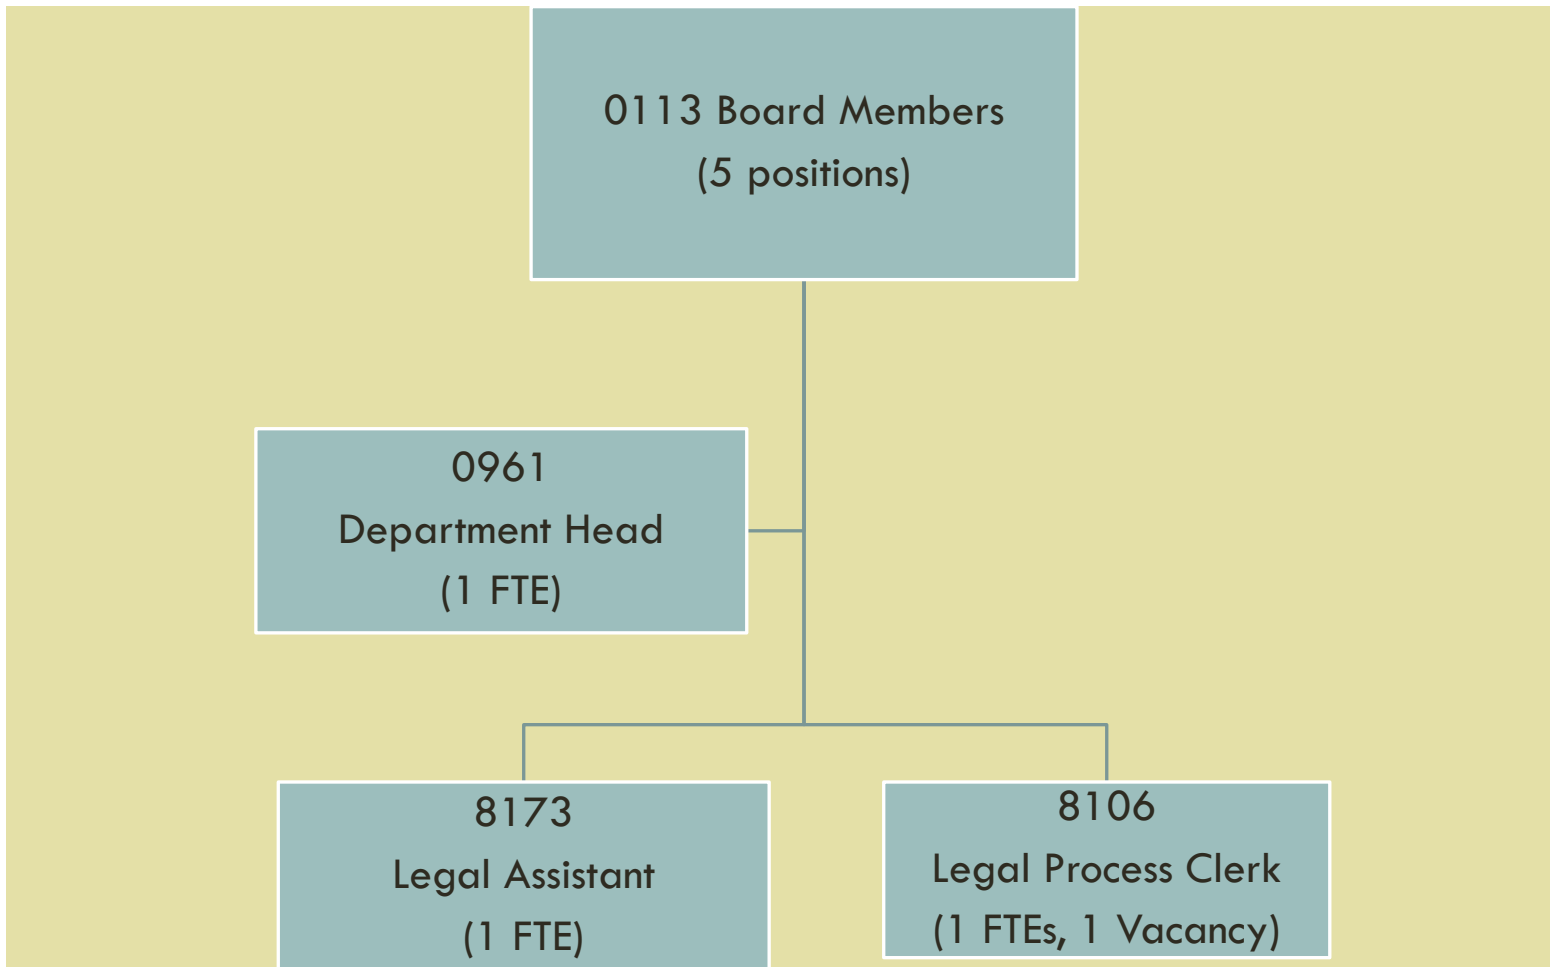 0113 Board Members
(5 positions)
0961
Department Head
(1 FTE)
8173
Legal Assistant
(1 FTE)
8106
Legal Process Clerk
(1 FTEs, 1 Vacancy)